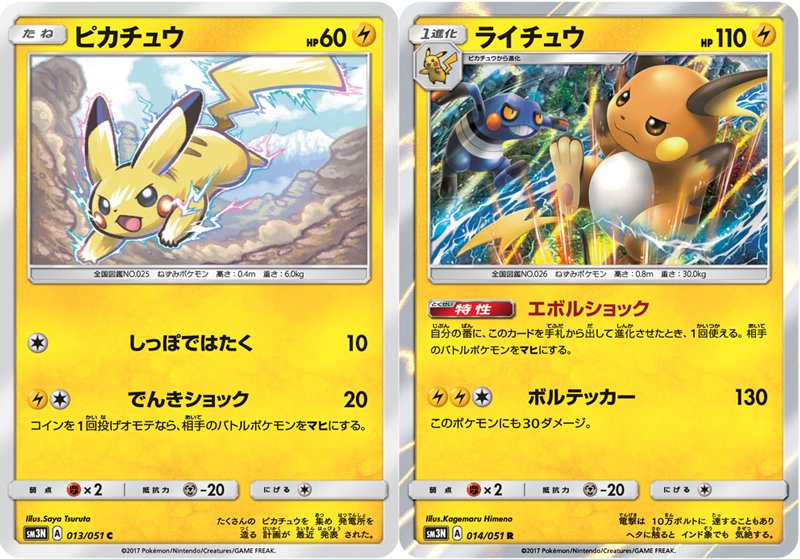 たね ピカチュウ HP60
全国図鑑NO.025 ねずみポケモン 高さ：0.4m 重さ：6.0kg
しっぽではたく 10
でんきショック 20
コインを1回投げオモテなら、相手のバトルポケモンをマヒにする。
弱点 ×2 抵抗力 -20 にげる
Illus.Saya Tsuruta
SM3N A 013/051 C
たくさんの ピカチュウを 集め 発電所を
造る 計画が 最近 発表 された。
©2017 Pokémon/Nintendo/Creatures/GAME FREAK.
1進化 ライチュウ HP110
ピカチュウから進化
全国図鑑NO.026 ねずみポケモン 高さ：0.8m 重さ：30.0kg
とくせい
特性 エボルショック
自分の番に、このカードを手札から出して進化させたとき、1回使える。相手
のバトルポケモンをマヒにする。
ボルテッカー 130
このポケモンにも30ダメージ。
弱点 ×2 抵抗力 -20 にげる
Illus.Kagemaru Himeno
SM3N A 014/051 R
電撃は 10万ボルトに 達することもあり
ヘタに触ると インド象でも 気絶する。
©2017 Pokémon/Nintendo/Creatures/GAME FREAK.